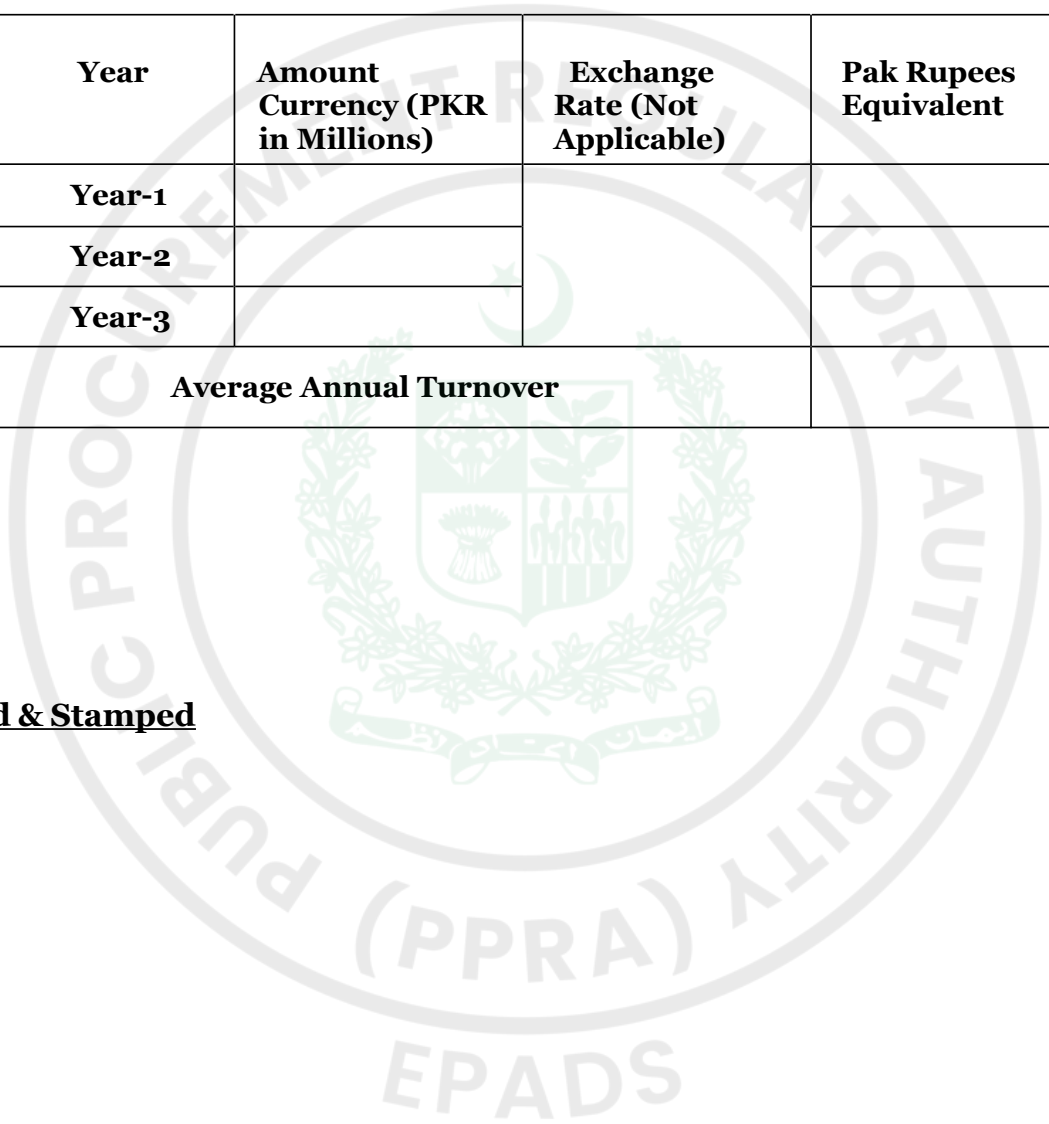 Year
Amount
Currency (PKR
in Millions)
Exchange
Rate (Not
Applicable)
Pak Rupees
Equivalent
Year-1
Year-2
Year-3
Average Annual Turnover
d & Stamped
PUBLIC PROCUREMENT REGULATORY AUTHORITY
(PPRA)
EPADS